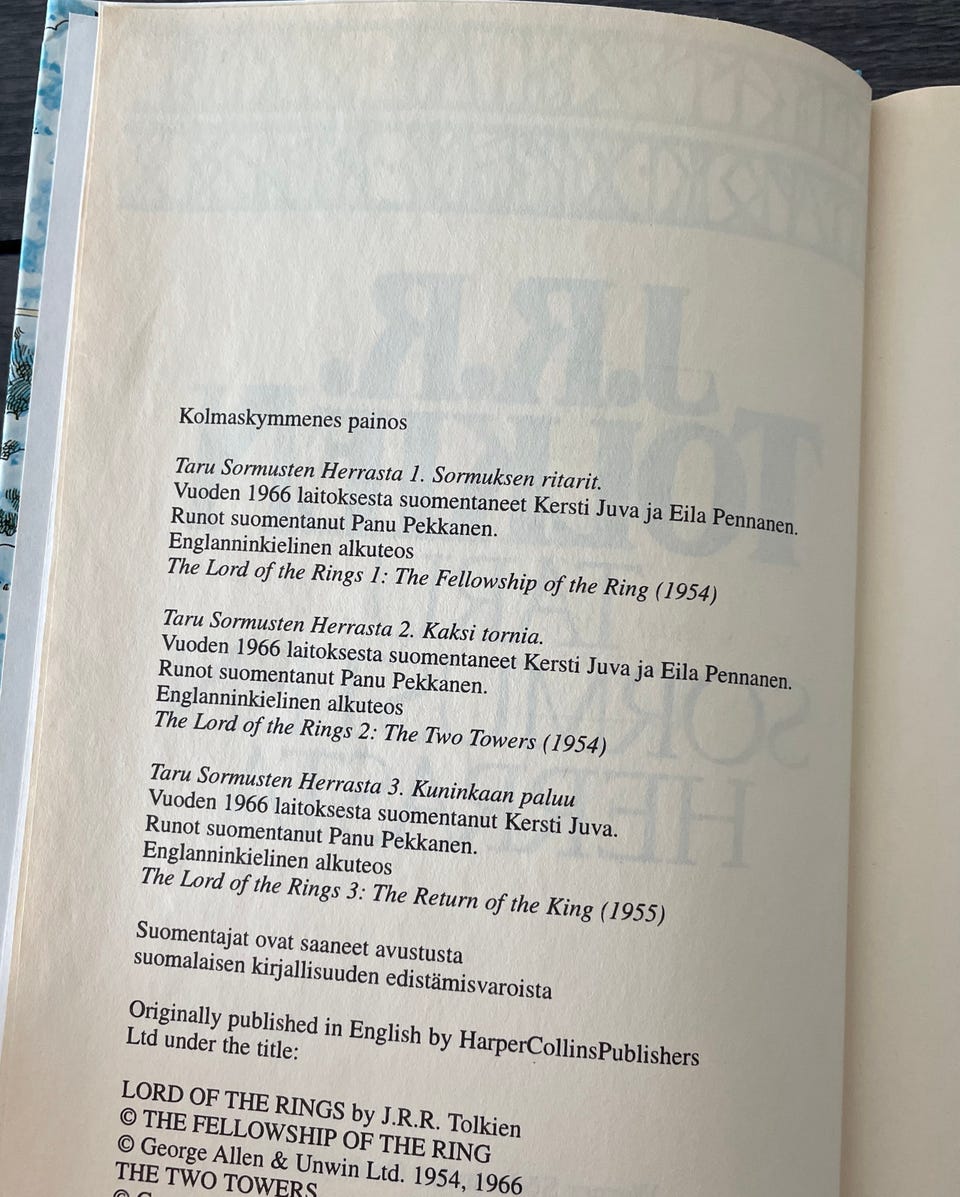 Kolmaskymmenes painos
Taru Sormusten Herrasta 1. Sormuksen ritarit.
Vuoden 1966 laitoksesta suomentaneet Kersti Juva ja Eila Pennanen.
Runot suomentanut Panu Pekkanen.
Englanninkielinen alkuteos
The Lord of the Rings 1: The Fellowship of the Ring (1954)
Taru Sormusten Herrasta 2. Kaksi tornia.
Vuoden 1966 laitoksesta suomentaneet Kersti Juva ja Eila Pennanen.
Runot suomentanut Panu Pekkanen.
Englanninkielinen alkuteos
The Lord of the Rings 2: The Two Towers (1954)
Taru Sormusten Herrasta 3. Kuninkaan paluu
Vuoden 1966 laitoksesta suomentanut Kersti Juva.
Runot suomentanut Panu Pekkanen.
Englanninkielinen alkuteos
The Lord of the Rings 3: The Return of the King (1955)
Suomentajat ovat saaneet avustusta
suomalaisen kirjallisuuden edistämisvaroista
Originally published in English by HarperCollinsPublishers
Ltd under the title:
LORD OF THE RINGS by J.R.R. Tolkien
© THE FELLOWSHIP OF THE RING
© George Allen & Unwin Ltd. 1954, 1966
THE TWO TOWERS